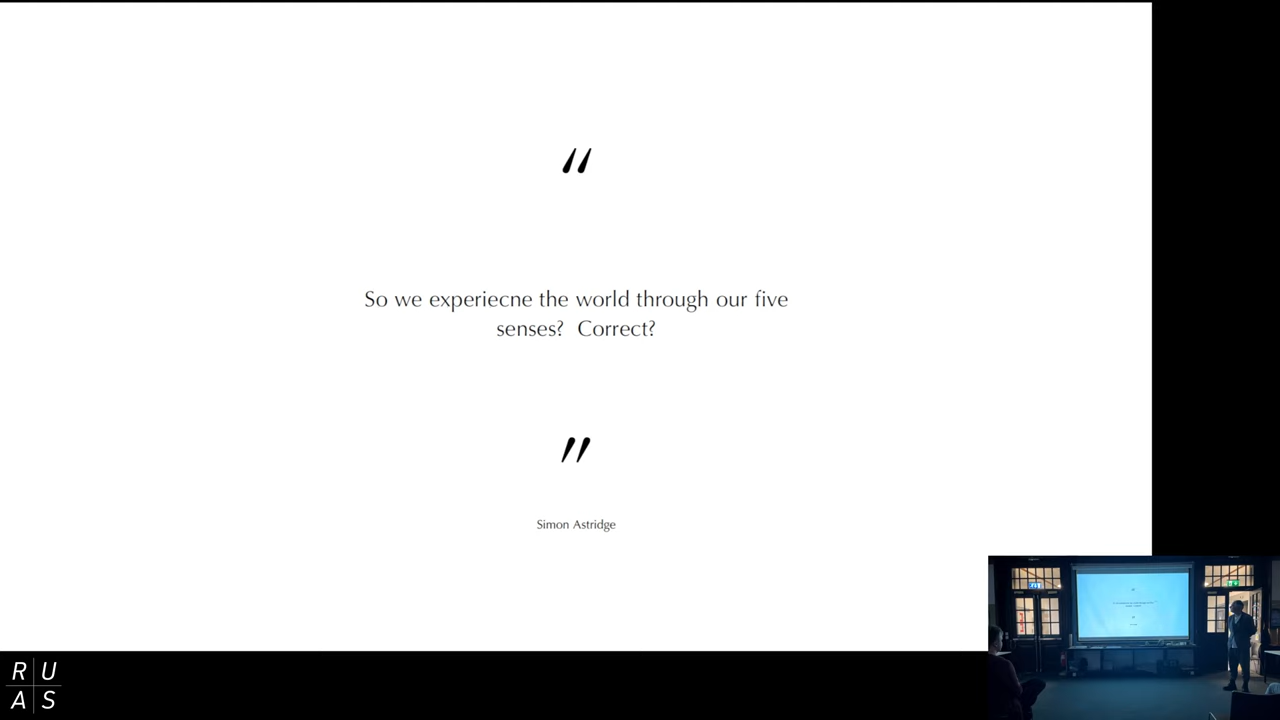 “
So we experiecne the world through our five
senses?  Correct?
”
Simon Astridge
R U
A S